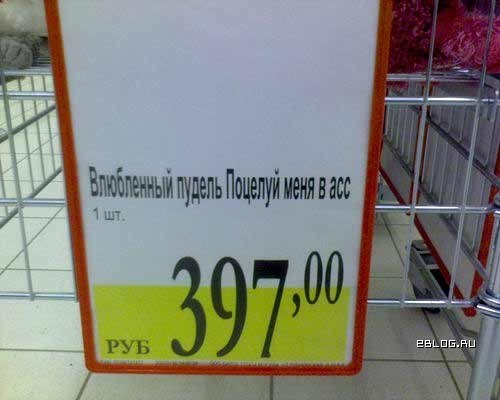 Влюбленный пудель Поцелуй меня в асс
1 шт.
РУБ 397,00
EBLOG.RU